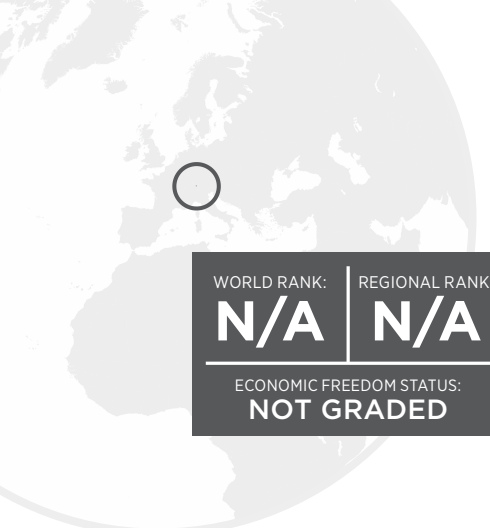 WORLD RANK:
N/A
REGIONAL RANK
N/A
ECONOMIC FREEDOM STATUS:
NOT GRADED